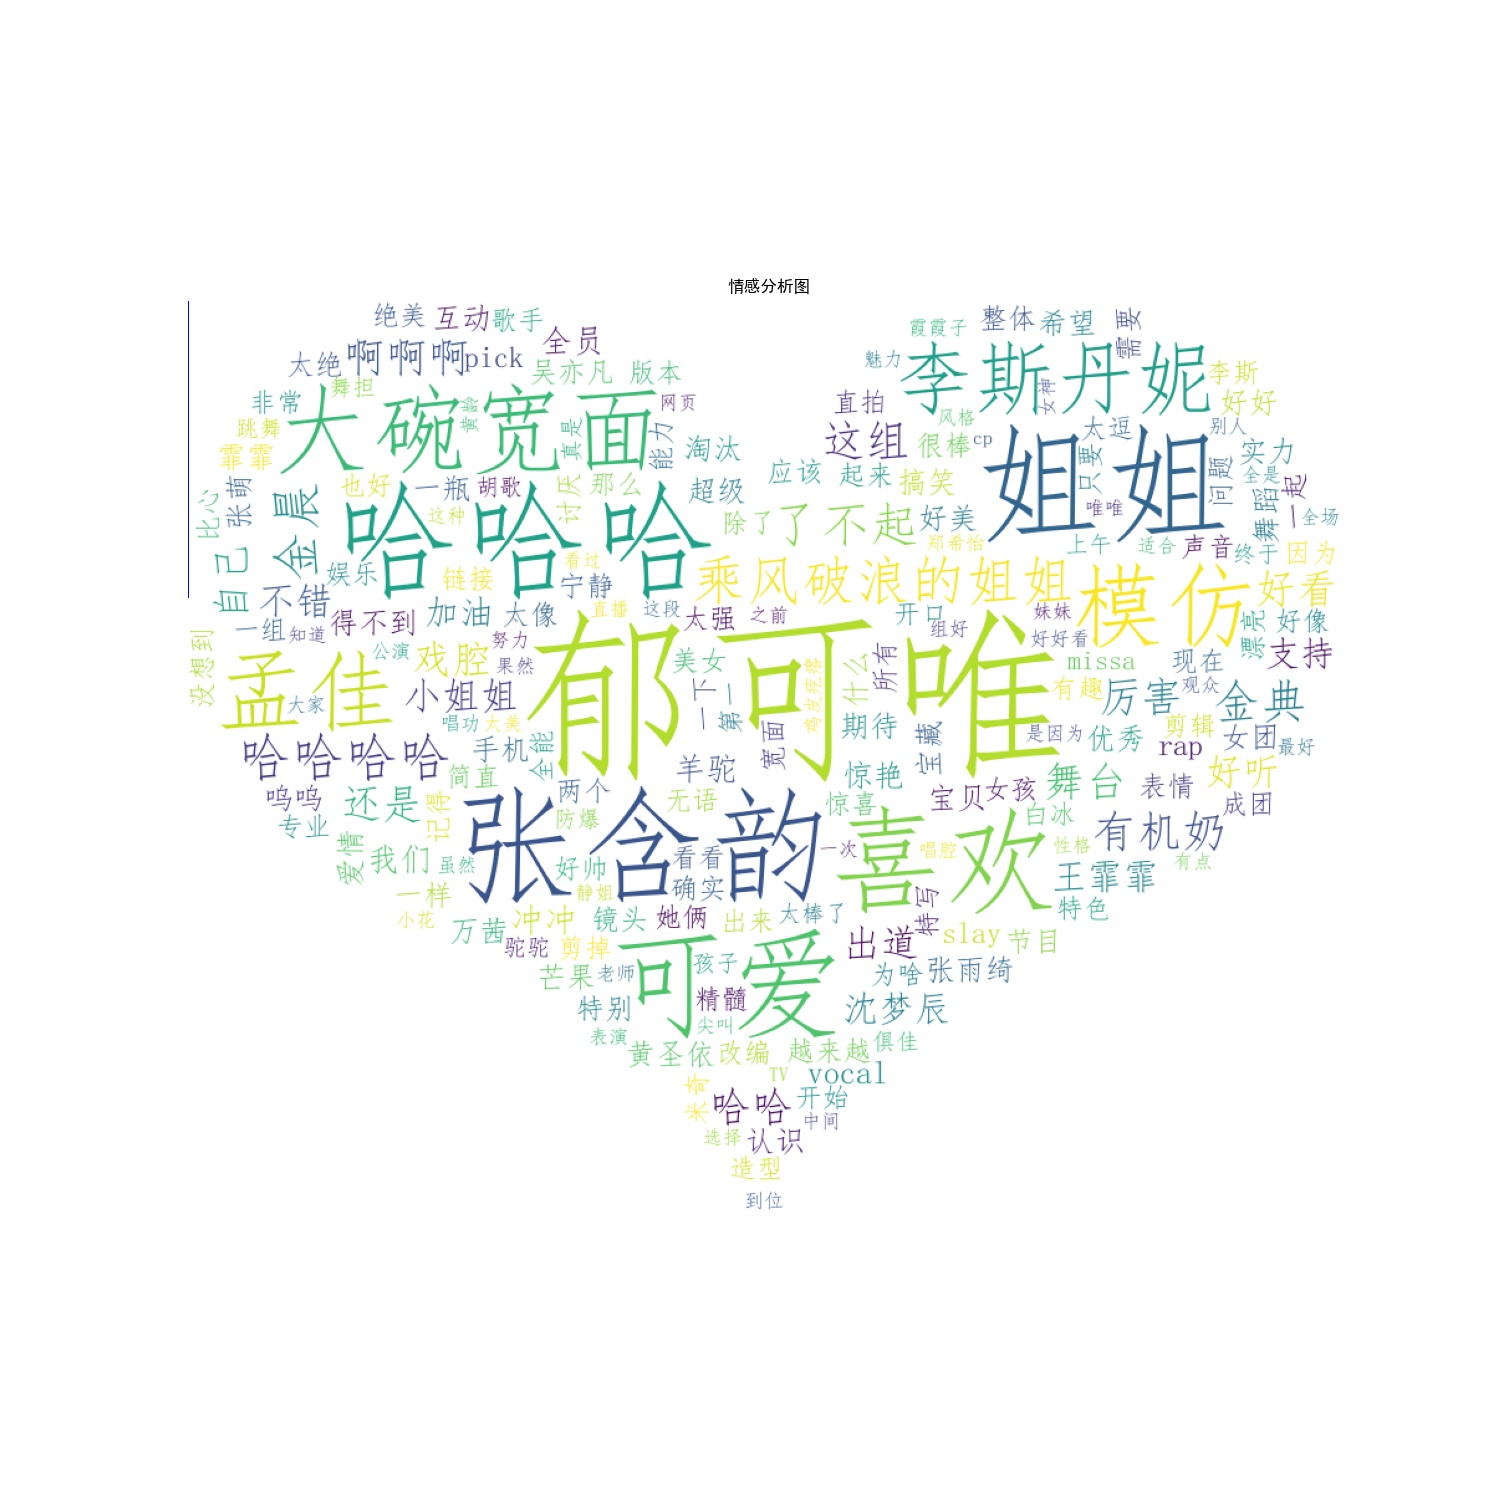 情感分析图
绝美 互动 歌手 全员
霞霞子 整体 希望 需要
太绝 啊啊啊 pick 吴亦凡 版本
魅力 李斯丹妮 李斯
非常 舞担 大碗宽面 黄龄 真是 网页
直拍 风格 女神 好好
跳舞 霏霏 能力 淘汰
这组 很棒 cp 太逗 别人
比心 张萌 金晨 也好 一瓶 胡歌 讨厌 那么 超级
应该 起来 搞笑 姐姐 只要 问题 实力 全是
这种 哈哈哈 除了 了不起 好美 唯唯 舞蹈 一起 全场
自己 娱乐 链接 看过 宁静 郑希怡 上午 适合 声音 终于 因为
不错 加油 太像 直播 这段 乘风破浪的姐姐 模仿 好看
一组 知道 得不到 努力 太强 之前 开口 组好 妹妹 好好看 漂亮 好像
没想到 孟佳 公演 戏腔 果然 郁可唯 美女 鸡皮疙瘩 什么 所有 missa 现在 支持
大家 小姐姐 唱功 太美 一下 第一 期待 宝藏 有趣 厉害 观众 金典
哈哈哈哈 手机 全能 宽面 是因为 优秀 剪辑 rap 女团 最好
呜呜 还是 简直 两个 羊驼 惊艳 宝贝 女孩 舞台 表情 好听
专业 记得 防爆 无语 惊喜 白冰 有机奶 成团
爱情 我们 虽然 张含韵 好帅 看看 一次 喜欢 唱腔 性格 有点
一样 静姐 确实 王霏霏
小花 万茜 冲冲 镜头 她俩 出来 太棒了 特写 特色
驼驼 剪掉 可爱 出道 slay 节目
芒果 老师 孩子 为啥 张雨绮
特别 精髓 沈梦辰
表演 尖叫 俱佳
黄圣依 改编 越来越
TV vocal
米奇 哈哈 开始
选择 认识 中间
造型
到位